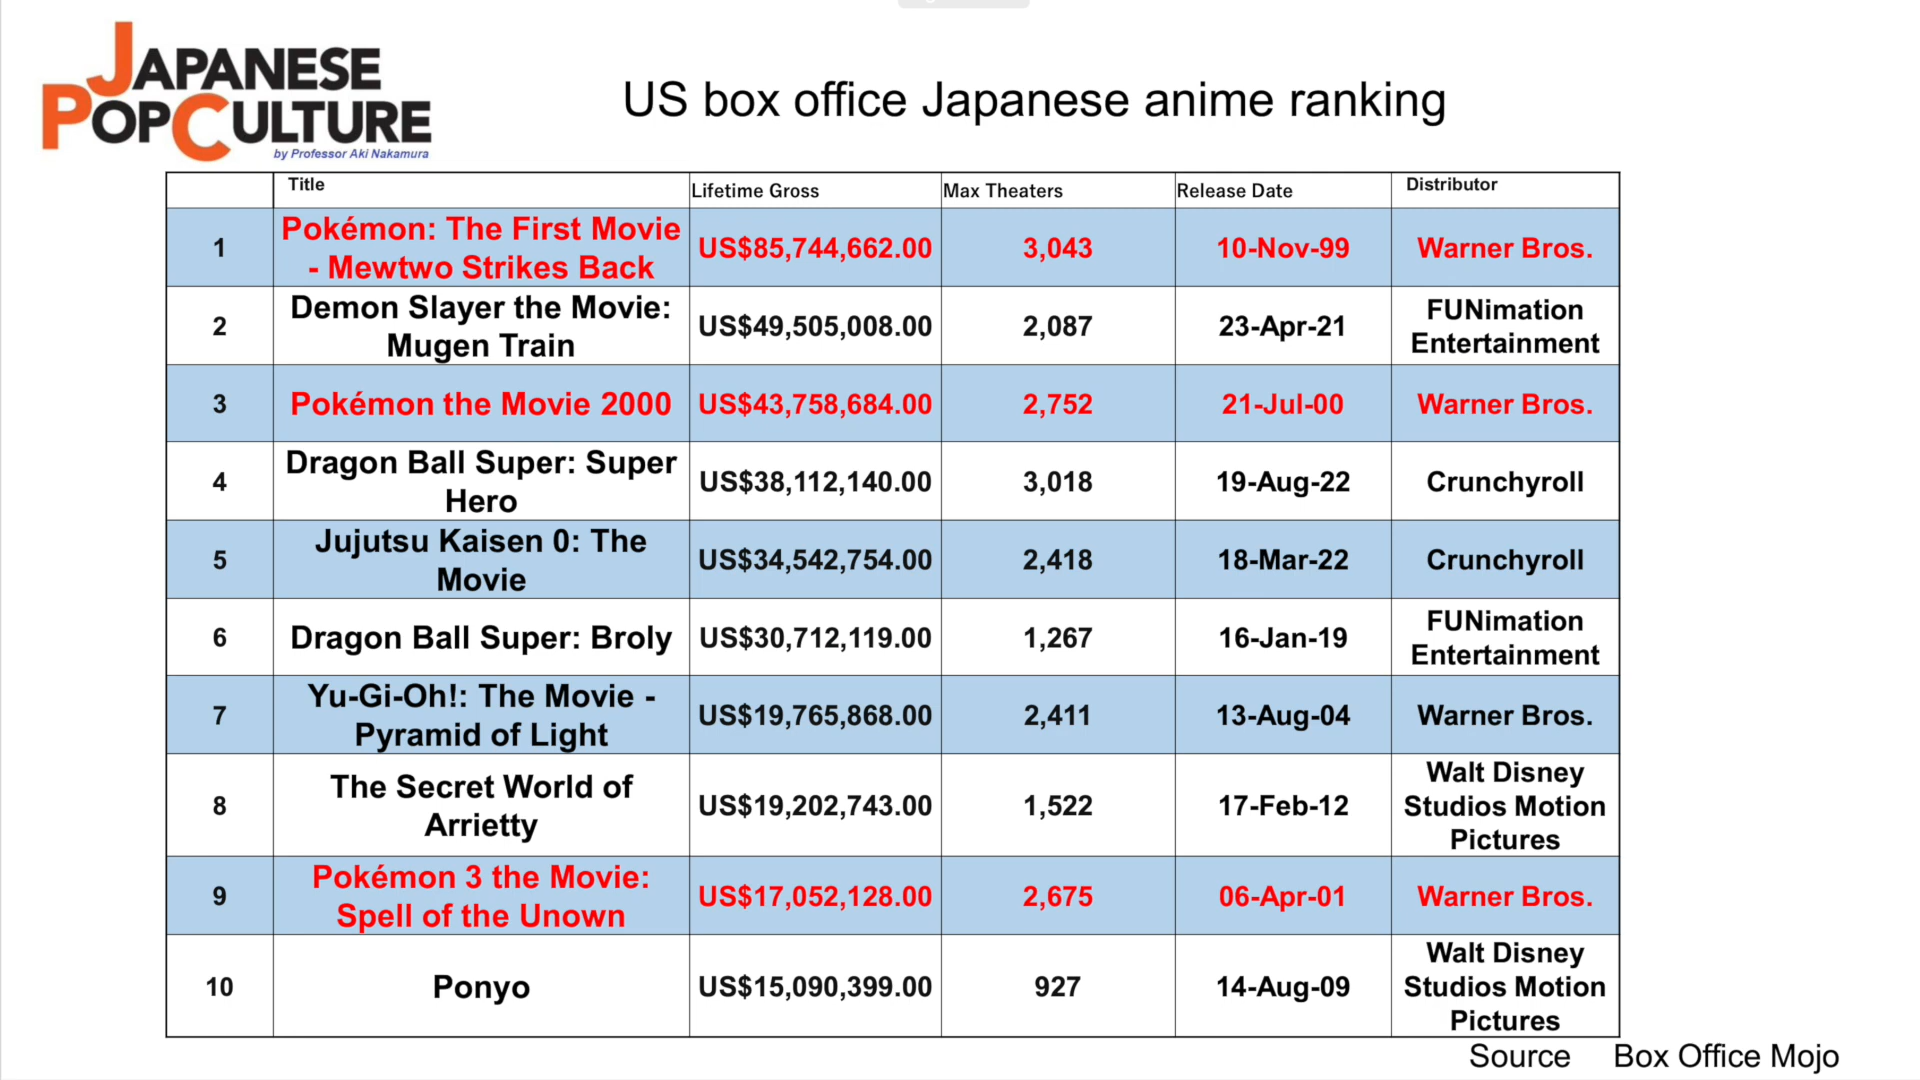 JAPANESE
POPCULTURE
by Professor Aki Nakamura
US box office Japanese anime ranking
Title Lifetime Gross Max Theaters Release Date Distributor
1 Pokémon: The First Movie - Mewtwo Strikes Back US$85,744,662.00 3,043 10-Nov-99 Warner Bros.
2 Demon Slayer the Movie: Mugen Train US$49,505,008.00 2,087 23-Apr-21 FUNimation Entertainment
3 Pokémon the Movie 2000 US$43,758,684.00 2,752 21-Jul-00 Warner Bros.
4 Dragon Ball Super: Super Hero US$38,112,140.00 3,018 19-Aug-22 Crunchyroll
5 Jujutsu Kaisen 0: The Movie US$34,542,754.00 2,418 18-Mar-22 Crunchyroll
6 Dragon Ball Super: Broly US$30,712,119.00 1,267 16-Jan-19 FUNimation Entertainment
7 Yu-Gi-Oh!: The Movie - Pyramid of Light US$19,765,868.00 2,411 13-Aug-04 Warner Bros.
8 The Secret World of Arrietty US$19,202,743.00 1,522 17-Feb-12 Walt Disney Studios Motion Pictures
9 Pokémon 3 the Movie: Spell of the Unown US$17,052,128.00 2,675 06-Apr-01 Warner Bros.
10 Ponyo US$15,090,399.00 927 14-Aug-09 Walt Disney Studios Motion Pictures
Source Box Office Mojo